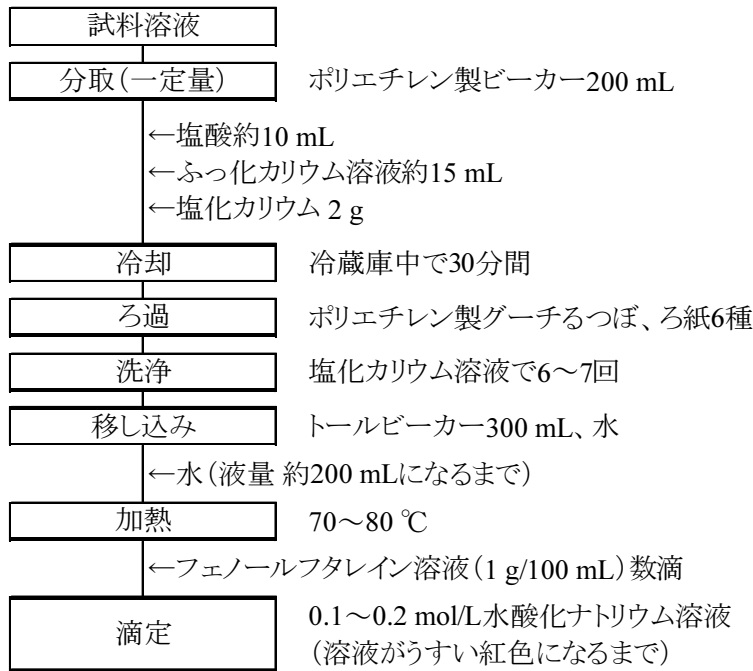 試料溶液
分取(一定量) ポリエチレン製ビーカー200 mL
←塩酸約10 mL
←ふっ化カリウム溶液約15 mL
←塩化カリウム 2 g
冷却 冷蔵庫中で30分間
ろ過 ポリエチレン製グーチるつぼ、ろ紙6種
洗浄 塩化カリウム溶液で6~7回
移し込み トールビーカー300 mL、水
←水(液量 約200 mLになるまで)
加熱 70~80 ℃
←フェノールフタレイン溶液(1 g/100 mL)数滴
滴定 0.1~0.2 mol/L水酸化ナトリウム溶液
(溶液がうすい紅色になるまで)